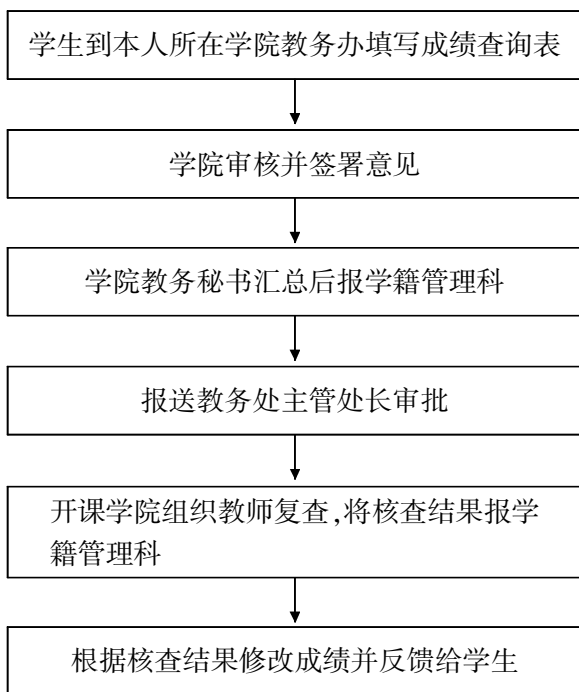 学生到本人所在学院教务办填写成绩查询表
学院审核并签署意见
学院教务秘书汇总后报学籍管理科
报送教务处主管处长审批
开课学院组织教师复查,将核查结果报学
籍管理科
根据核查结果修改成绩并反馈给学生